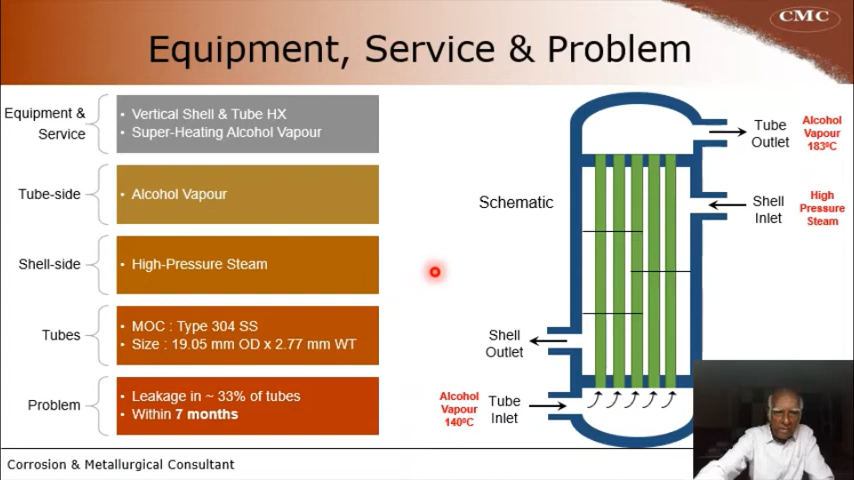 CMC
Equipment, Service & Problem
Equipment &
Service
• Vertical Shell & Tube HX
• Super-Heating Alcohol Vapour
Tube-side
• Alcohol Vapour
Shell-side
• High-Pressure Steam
Tubes
• MOC : Type 304 SS
• Size : 19.05 mm OD x 2.77 mm WT
Problem
• Leakage in ~ 33% of tubes
• Within 7 months
Schematic
Tube
Outlet
Alcohol
Vapour
183⁰C
Shell
Inlet
High
Pressure
Steam
Shell
Outlet
Alcohol
Vapour
140⁰C
Tube
Inlet
Corrosion & Metallurgical Consultant